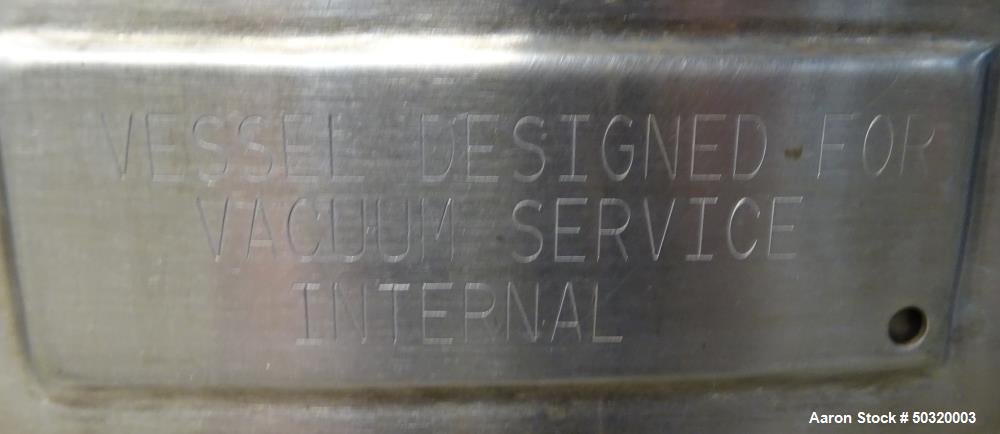 VESSEL DESIGNED FOR
VACUUM SERVICE
INTERNAL
Aaron Stock # 50320003